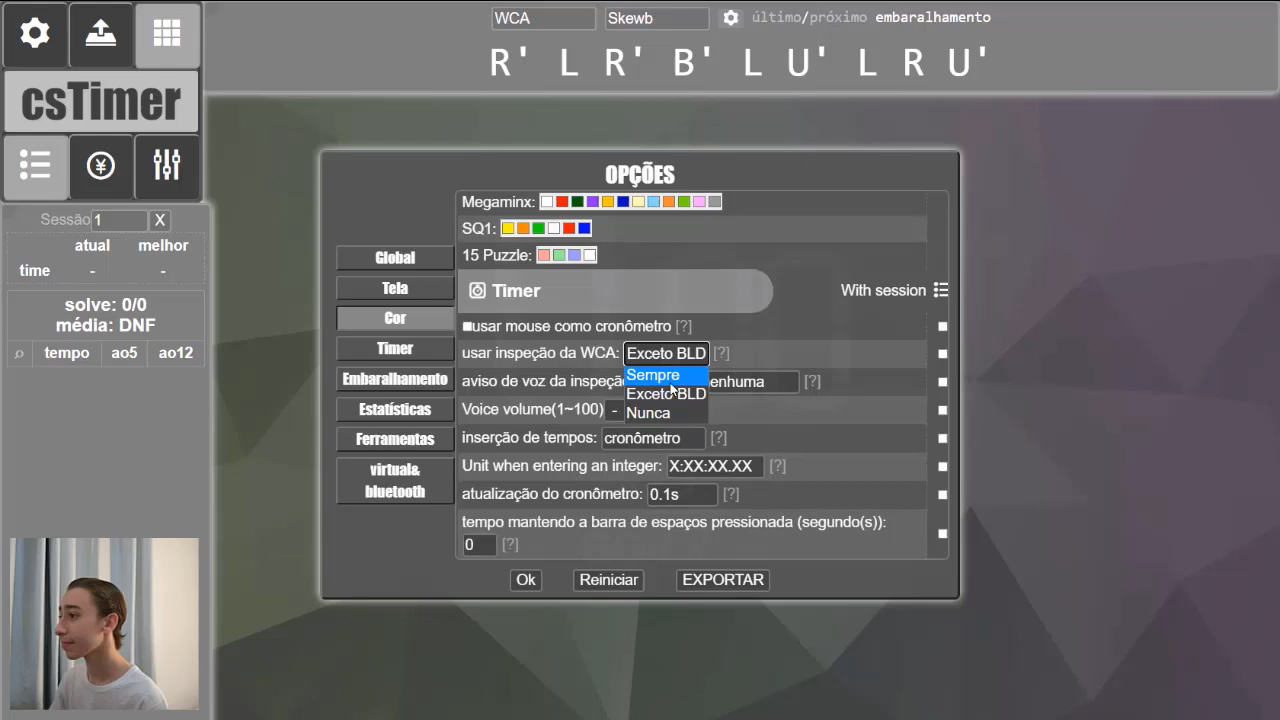 WCA Skewb último/próximo embaralhamento
R' L R' B' L U' L R U'
csTimer
Sessão 1 X
atual melhor
time - -
solve: 0/0
média: DNF
tempo ao5 ao12
OPÇÕES
Global
Tela
Cor
Timer
Embaralhamento
Estatísticas
Ferramentas
virtual&
bluetooth
Megaminx:
SQ1:
15 Puzzle:
Timer With session
usar mouse como cronômetro [?]
usar inspeção da WCA: Exceto BLD [?]
Sempre
Exceto BLD
Nunca
aviso de voz da inspeçã enhuma [?]
Voice volume(1~100) -
inserção de tempos: cronômetro [?]
Unit when entering an integer: X:XX:XX.XX [?]
atualização do cronômetro: 0.1s [?]
tempo mantendo a barra de espaços pressionada (segundo(s)):
0 [?]
Ok Reiniciar EXPORTAR